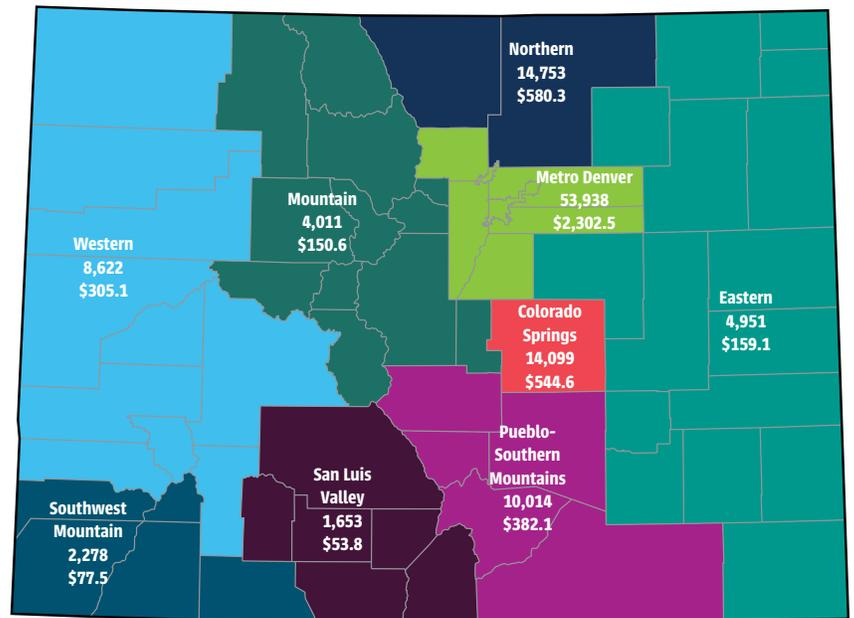 Northern
14,753
$580.3
Metro Denver
53,938
$2,302.5
Mountain
4,011
$150.6
Western
8,622
$305.1
Eastern
4,951
$159.1
Colorado
Springs
14,099
$544.6
Pueblo-
Southern
Mountains
10,014
$382.1
San Luis
Valley
1,653
$53.8
Southwest
Mountain
2,278
$77.5